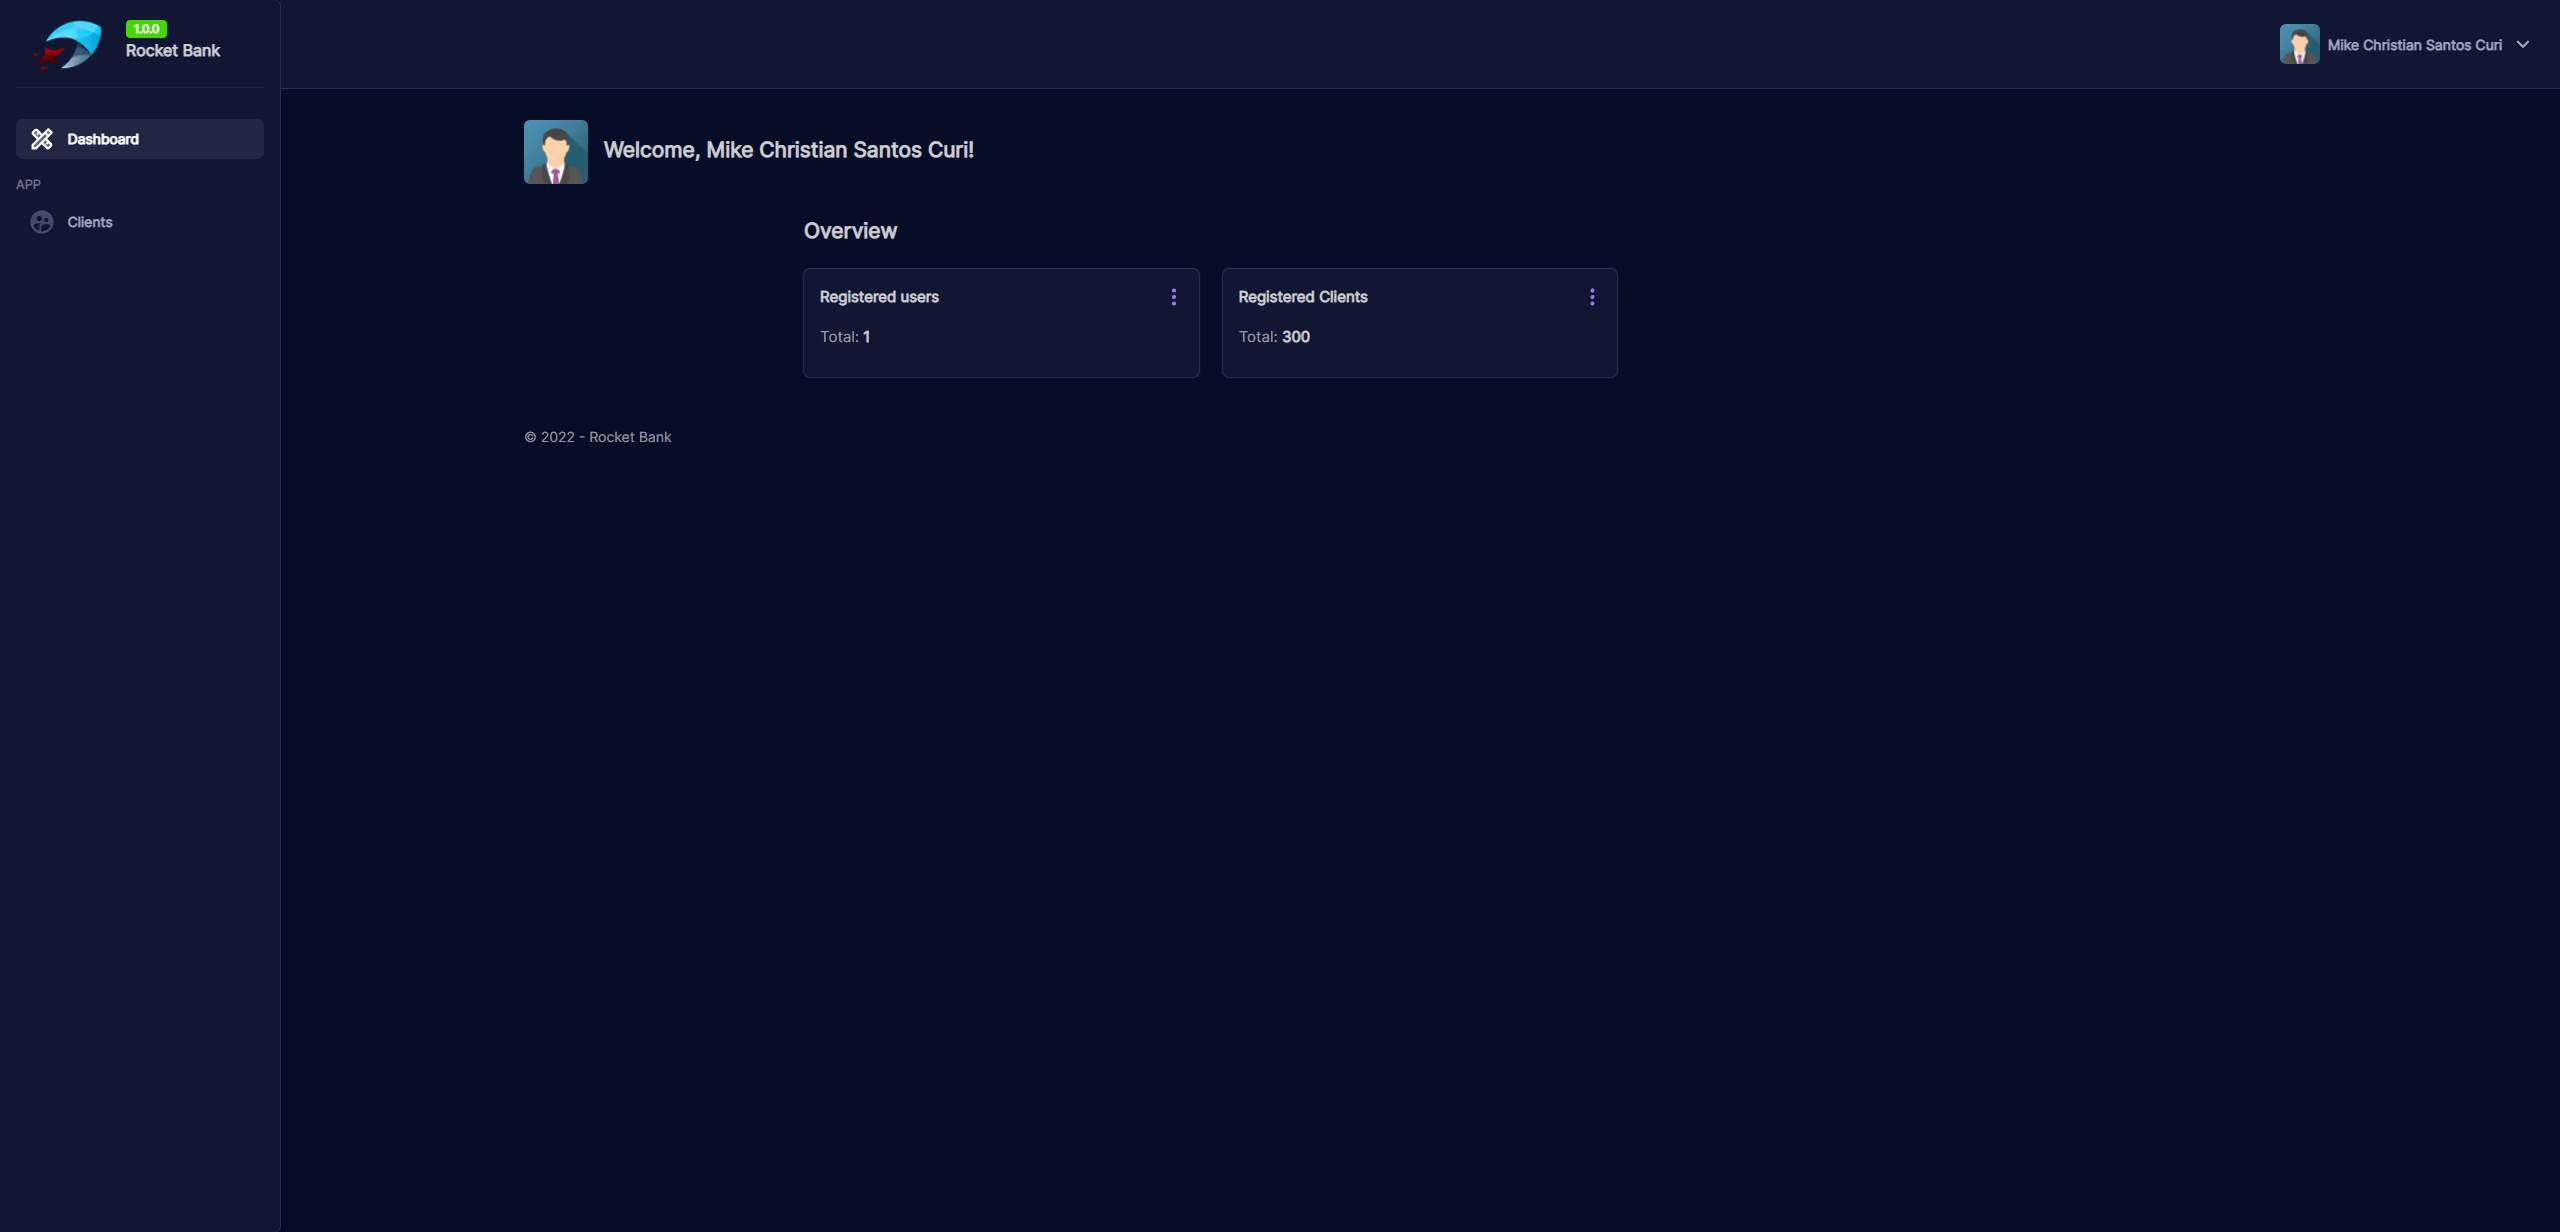 1.0.0
Rocket Bank
Mike Christian Santos Curi
Dashboard
APP
Clients
Welcome, Mike Christian Santos Curi!
Overview
Registered users
Total: 1
Registered Clients
Total: 300
© 2022 - Rocket Bank